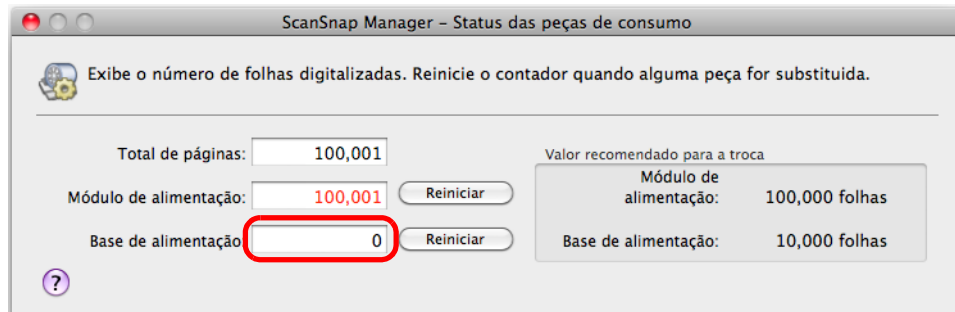 ScanSnap Manager – Status das peças de consumo
Exibe o número de folhas digitalizadas. Reinicie o contador quando alguma peça for substituida.
Total de páginas: 100,001
Valor recomendado para a troca
Módulo de alimentação: 100,001 Reiniciar
Módulo de
alimentação: 100,000 folhas
Base de alimentação 0 Reiniciar
Base de alimentação: 10,000 folhas
?